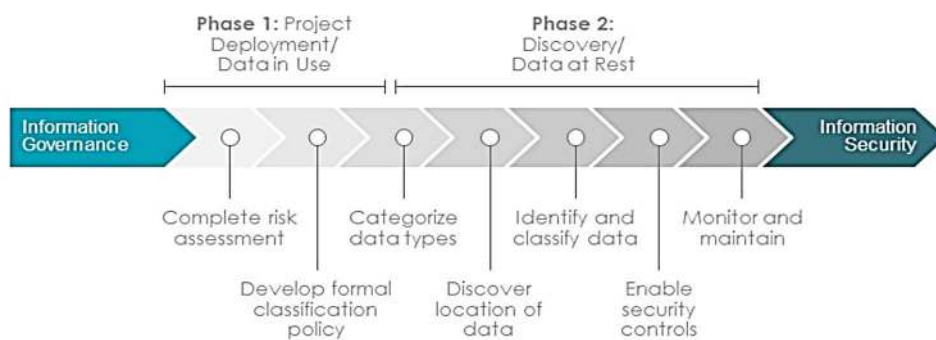 Phase 1: Project
Deployment/
Data in Use
Phase 2:
Discovery/
Data at Rest
Information
Governance
Information
Security
Complete risk
assessment
Categorize
data types
Identify and
classify data
Monitor and
maintain
Develop formal
classification
policy
Discover
location of
data
Enable
security
controls